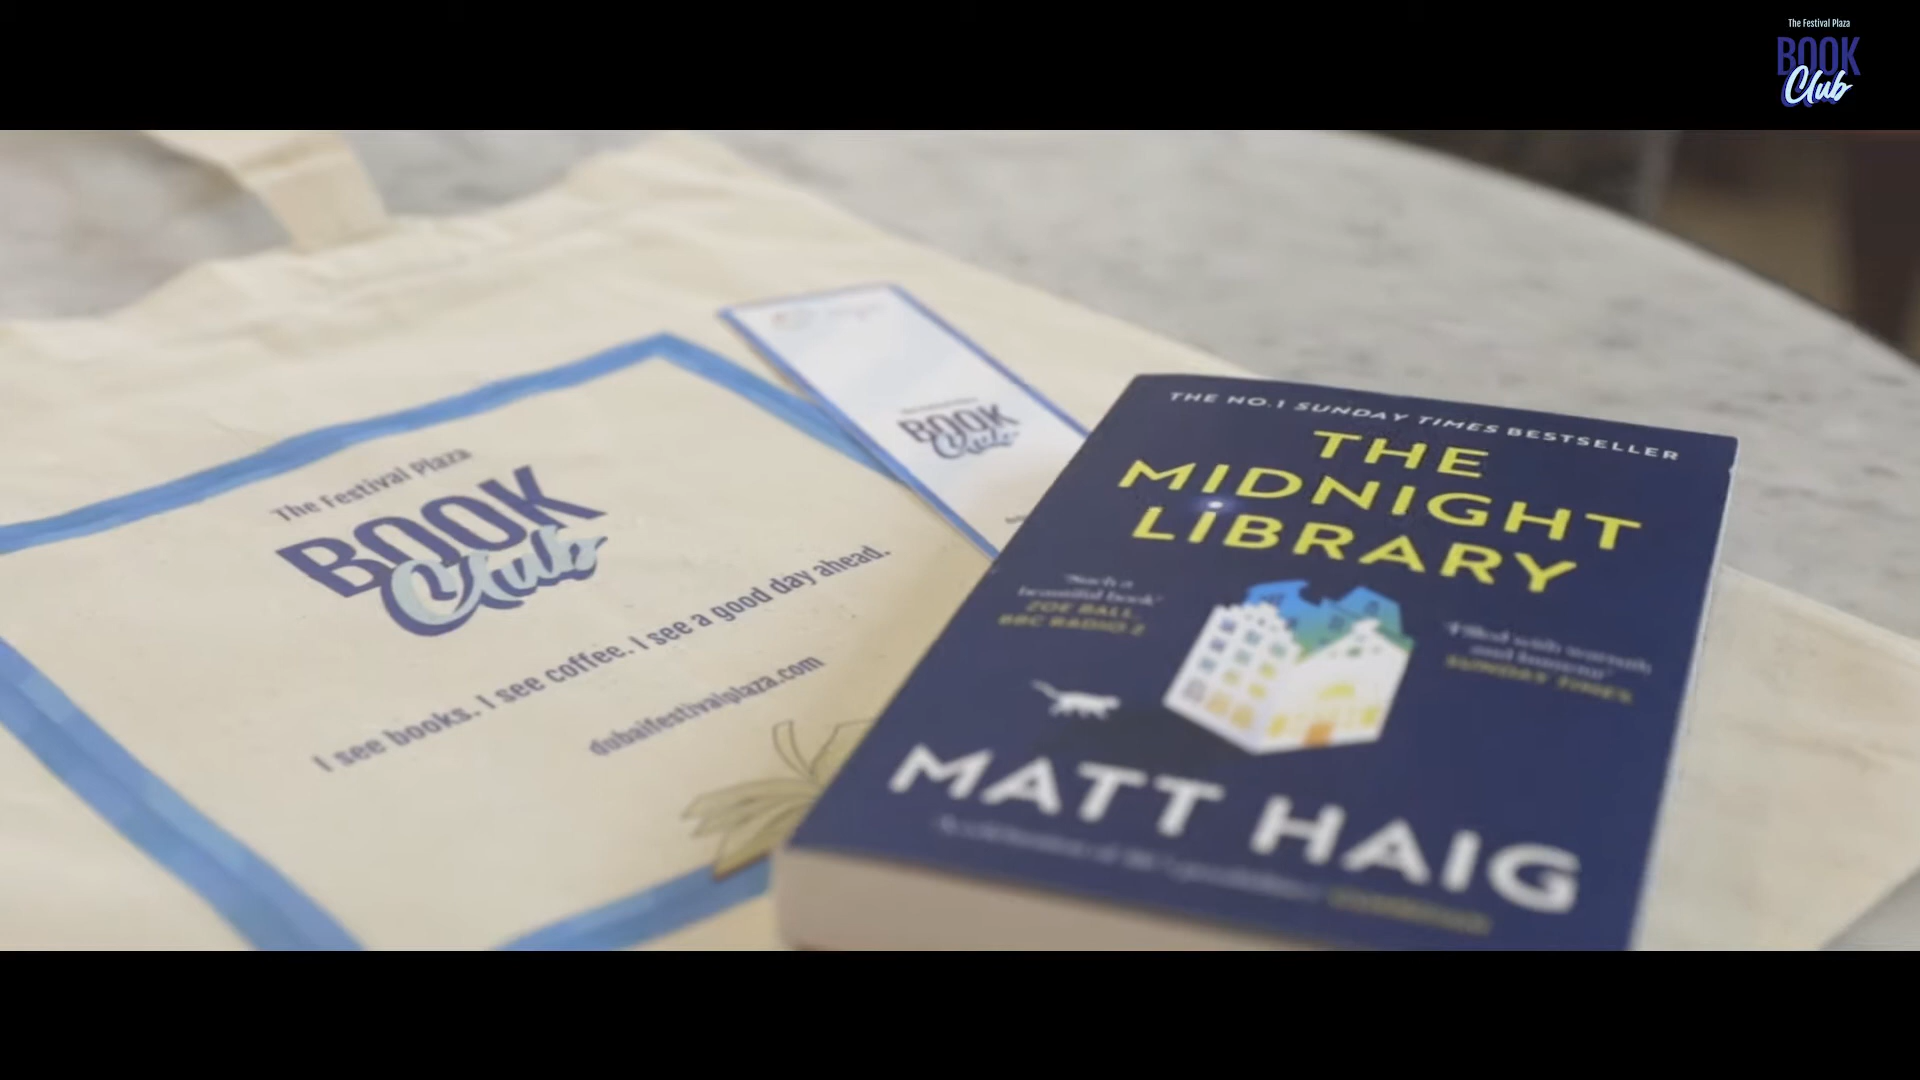 The Festival Plaza
BOOK
Club
The Festival Plaza
BOOK
Club
I see books. I see coffee. I see a good day ahead.
dubaifestivalplaza.com
BOOK
Club
THE NO.1 SUNDAY TIMES BESTSELLER
THE
MIDNIGHT
LIBRARY
'Such a
beautiful book'
ZOE BALL,
BBC RADIO 2
'Filled with warmth
and humour'
SUNDAY TIMES
MATT HAIG